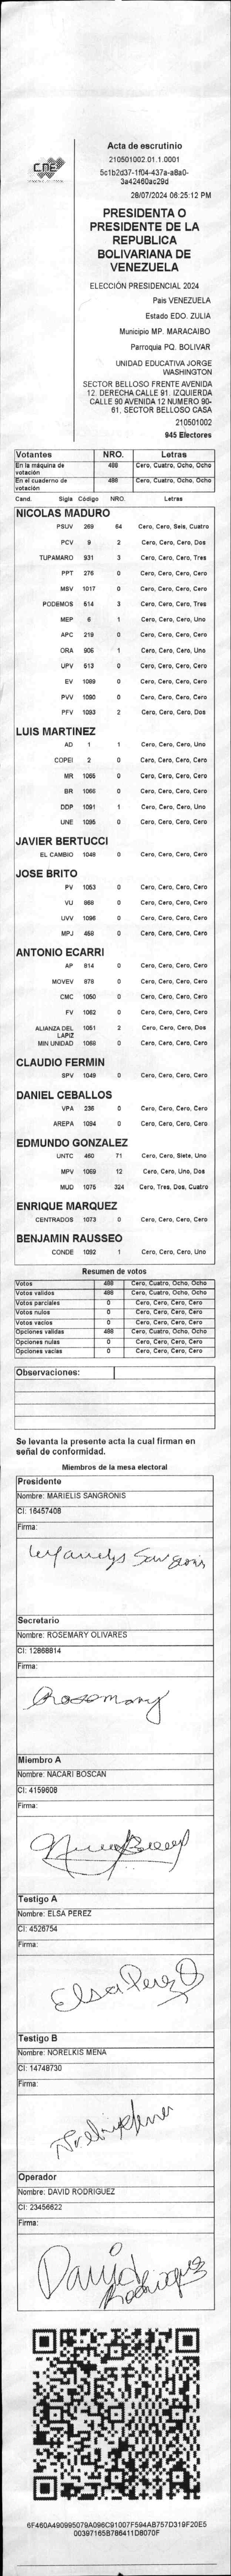 CNE
Acta de escrutinio
210501002.01.1.0001
5c1b2d37-1f04-437a-a8a0-
3a42460ac29d
28/07/2024 06:25:12 PM
PRESIDENTA O
PRESIDENTE DE LA
REPUBLICA
BOLIVARIANA DE
VENEZUELA
ELECCIÓN PRESIDENCIAL 2024
Pais VENEZUELA
Estado EDO. ZULIA
Municipio MP. MARACAIBO
Parroquia PQ. BOLIVAR
UNIDAD EDUCATIVA JORGE
WASHINGTON
SECTOR BELLOSO FRENTE AVENIDA
12. DERECHA CALLE 91. IZQUIERDA
CALLE 90 AVENIDA 12 NUMERO 90-
61, SECTOR BELLOSO CASA
210501002
945 Electores
Votantes NRO. Letras
En la máquina de votación 488 Cero, Cuatro, Ocho, Ocho
En el cuaderno de votación 488 Cero, Cuatro, Ocho, Ocho
Cand. Sigla Código NRO. Letras
NICOLAS MADURO
PSUV 269 64 Cero, Cero, Seis, Cuatro
PCV 9 2 Cero, Cero, Cero, Dos
TUPAMARO 931 3 Cero, Cero, Cero, Tres
PPT 276 0 Cero, Cero, Cero, Cero
MSV 1017 0 Cero, Cero, Cero, Cero
PODEMOS 514 3 Cero, Cero, Cero, Tres
MEP 6 1 Cero, Cero, Cero, Uno
APC 219 0 Cero, Cero, Cero, Cero
ORA 906 1 Cero, Cero, Cero, Uno
UPV 513 0 Cero, Cero, Cero, Cero
EV 1089 0 Cero, Cero, Cero, Cero
PVV 1090 0 Cero, Cero, Cero, Cero
PFV 1093 2 Cero, Cero, Cero, Dos
LUIS MARTINEZ
AD 1 1 Cero, Cero, Cero, Uno
COPEI 2 0 Cero, Cero, Cero, Cero
MR 1055 0 Cero, Cero, Cero, Cero
BR 1066 0 Cero, Cero, Cero, Cero
DDP 1091 1 Cero, Cero, Cero, Uno
UNE 1095 0 Cero, Cero, Cero, Cero
JAVIER BERTUCCI
EL CAMBIO 1048 0 Cero, Cero, Cero, Cero
JOSE BRITO
PV 1053 0 Cero, Cero, Cero, Cero
VU 868 0 Cero, Cero, Cero, Cero
UVV 1096 0 Cero, Cero, Cero, Cero
MPJ 458 0 Cero, Cero, Cero, Cero
ANTONIO ECARRI
AP 814 0 Cero, Cero, Cero, Cero
MOVEV 878 0 Cero, Cero, Cero, Cero
CMC 1050 0 Cero, Cero, Cero, Cero
FV 1062 0 Cero, Cero, Cero, Cero
ALIANZA DEL LAPIZ 1051 2 Cero, Cero, Cero, Dos
MIN UNIDAD 1068 0 Cero, Cero, Cero, Cero
CLAUDIO FERMIN
SPV 1049 0 Cero, Cero, Cero, Cero
DANIEL CEBALLOS
VPA 236 0 Cero, Cero, Cero, Cero
AREPA 1094 0 Cero, Cero, Cero, Cero
EDMUNDO GONZALEZ
UNTC 460 71 Cero, Cero, Siete, Uno
MPV 1069 12 Cero, Cero, Uno, Dos
MUD 1075 324 Cero, Tres, Dos, Cuatro
ENRIQUE MARQUEZ
CENTRADOS 1073 0 Cero, Cero, Cero, Cero
BENJAMIN RAUSSEO
CONDE 1092 1 Cero, Cero, Cero, Uno
Resumen de votos
Votos 488 Cero, Cuatro, Ocho, Ocho
Votos validos 488 Cero, Cuatro, Ocho, Ocho
Votos parciales 0 Cero, Cero, Cero, Cero
Votos nulos 0 Cero, Cero, Cero, Cero
Votos vacios 0 Cero, Cero, Cero, Cero
Opciones validas 488 Cero, Cuatro, Ocho, Ocho
Opciones nulas 0 Cero, Cero, Cero, Cero
Opciones vacias 0 Cero, Cero, Cero, Cero
Observaciones:
Se levanta la presente acta la cual firman en
señal de conformidad.
Miembros de la mesa electoral
Presidente
Nombre: MARIELIS SANGRONIS
CI: 16457408
Firma:
Secretario
Nombre: ROSEMARY OLIVARES
CI: 12868814
Firma:
Rosemary
Miembro A
Nombre: NACARI BOSCAN
CI: 4159608
Firma:
Testigo A
Nombre: ELSA PEREZ
CI: 4526754
Firma:
Elsa Perez
Testigo B
Nombre: NORELKIS MENA
CI: 14748730
Firma:
Operador
Nombre: DAVID RODRIGUEZ
CI: 23456622
Firma:
David
Rodriguez
6F460A490995079A096C91007F594AB757D319F20E5
00397165B786411D8070F